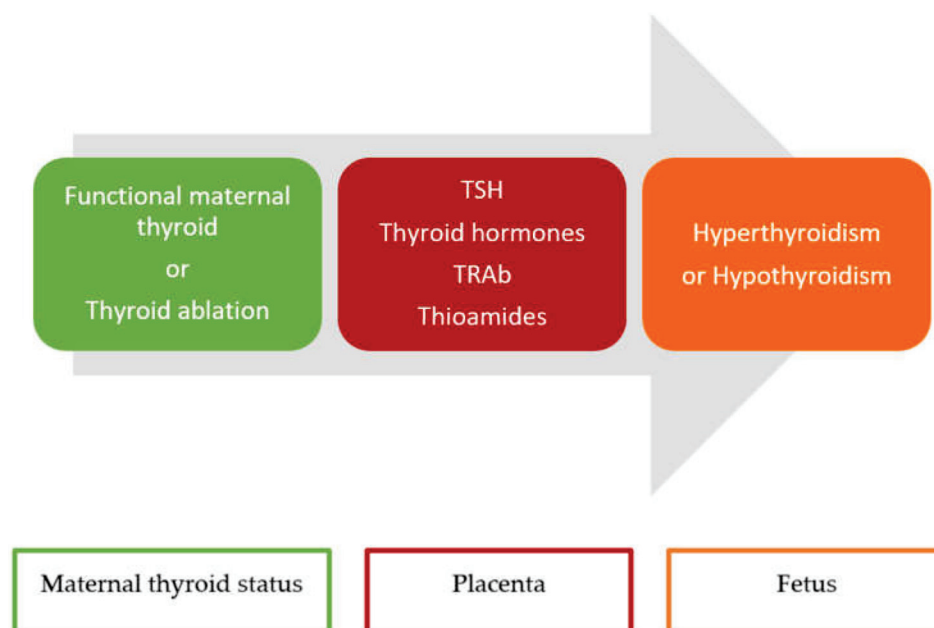 Functional maternal
thyroid
or
Thyroid ablation
TSH
Thyroid hormones
TRAb
Thioamides
Hyperthyroidism
or Hypothyroidism
Maternal thyroid status
Placenta
Fetus